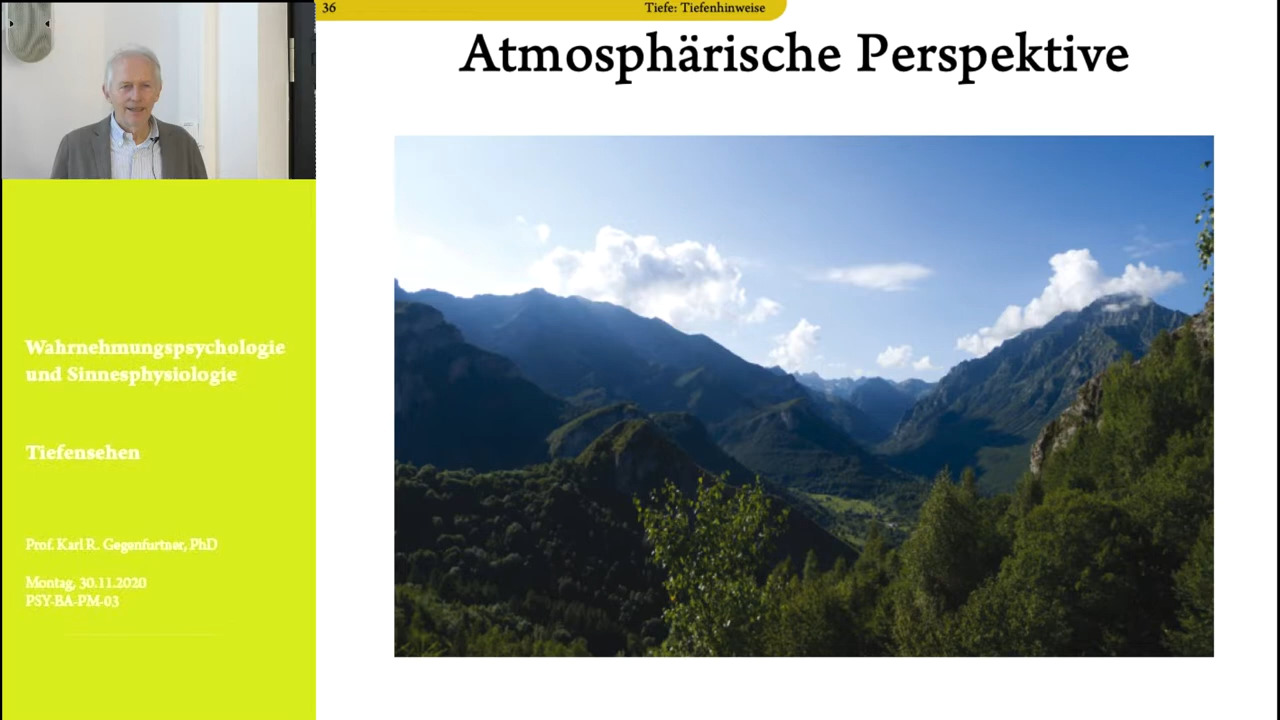 36
Tiefe: Tiefenhinweise
Atmosphärische Perspektive
Wahrnehmungspsychologie
und Sinnesphysiologie
Tiefensehen
Prof. Karl R. Gegenfurtner, PhD
Montag, 30.11.2020
PSY-BA-PM-03